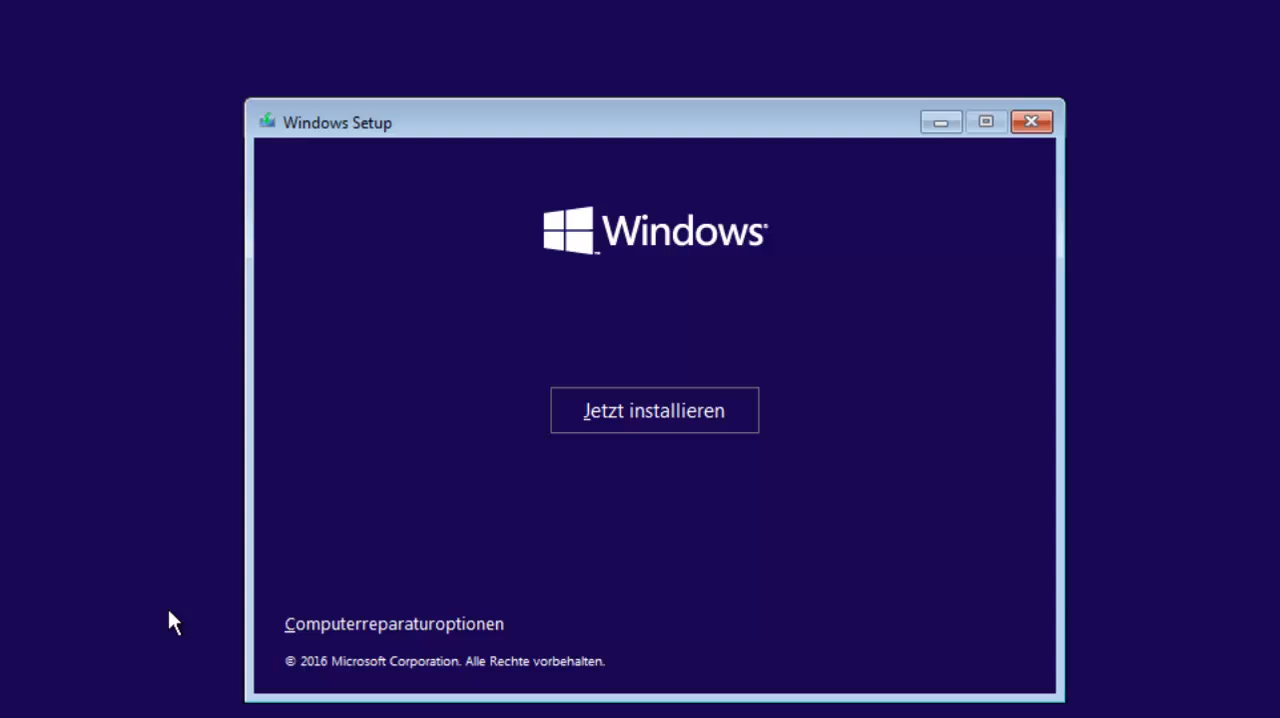 Windows Setup
Windows
Jetzt installieren
Computerreparaturoptionen
© 2016 Microsoft Corporation. Alle Rechte vorbehalten.